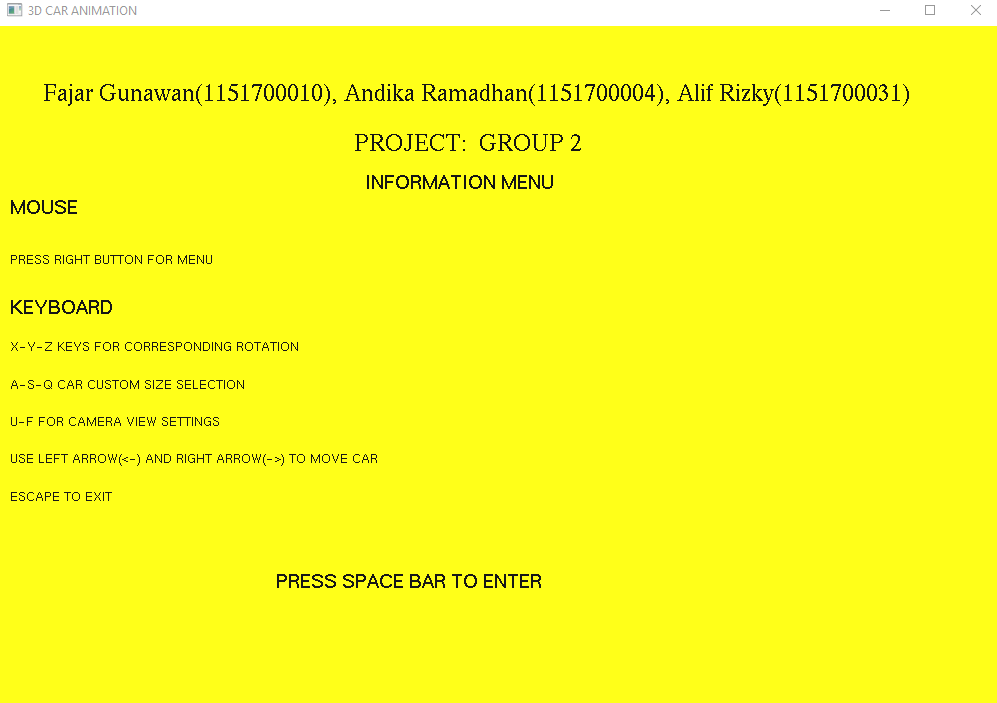 3D CAR ANIMATION
Fajar Gunawan(1151700010), Andika Ramadhan(1151700004), Alif Rizky(1151700031)
PROJECT:  GROUP 2
INFORMATION MENU
MOUSE
PRESS RIGHT BUTTON FOR MENU
KEYBOARD
X-Y-Z KEYS FOR CORRESPONDING ROTATION
A-S-Q CAR CUSTOM SIZE SELECTION
U-F FOR CAMERA VIEW SETTINGS
USE LEFT ARROW(<-) AND RIGHT ARROW(->) TO MOVE CAR
ESCAPE TO EXIT
PRESS SPACE BAR TO ENTER